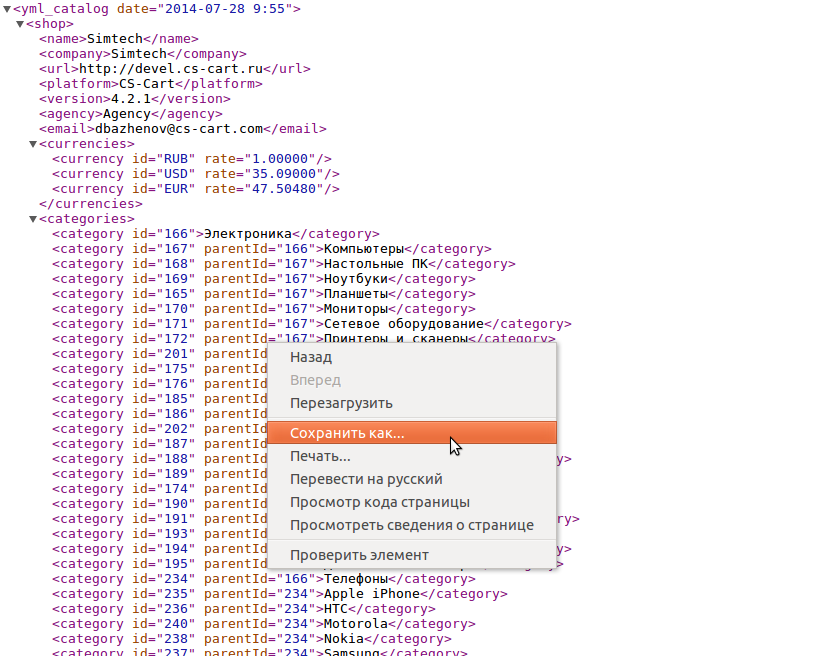 <yml_catalog date="2014-07-28 9:55">
<shop>
<name>Simtech</name>
<company>Simtech</company>
<url>http://devel.cs-cart.ru</url>
<platform>CS-Cart</platform>
<version>4.2.1</version>
<agency>Agency</agency>
<email>dbazhenov@cs-cart.com</email>
<currencies>
<currency id="RUB" rate="1.00000"/>
<currency id="USD" rate="35.09000"/>
<currency id="EUR" rate="47.50480"/>
</currencies>
<categories>
<category id="166">Электроника</category>
<category id="167" parentId="166">Компьютеры</category>
<category id="168" parentId="167">Настольные ПК</category>
<category id="169" parentId="167">Ноутбуки</category>
<category id="165" parentId="167">Планшеты</category>
<category id="170" parentId="167">Мониторы</category>
<category id="171" parentId="167">Сетевое оборудование</category>
<category id="172" parentId="167">Принтеры и сканеры</category>
<category id="201" parentId=
<category id="175" parentId=
<category id="176" parentId=
<category id="185" parentId=
<category id="186" parentId=
<category id="202" parentId=
<category id="187" parentId=
<category id="188" parentId=
<category id="189" parentId=
<category id="174" parentId=
<category id="190" parentId=
<category id="191" parentId=
<category id="193" parentId=
<category id="194" parentId=
<category id="195" parentId=
Назад
Вперед
Перезагрузить
Сохранить как...
Печать...
Перевести на русский
Просмотр кода страницы
Просмотреть сведения о странице
Проверить элемент
<category id="234" parentId="166">Телефоны</category>
<category id="235" parentId="234">Apple iPhone</category>
<category id="236" parentId="234">HTC</category>
<category id="240" parentId="234">Motorola</category>
<category id="238" parentId="234">Nokia</category>
<category id="237" parentId="234">Samsung</category>